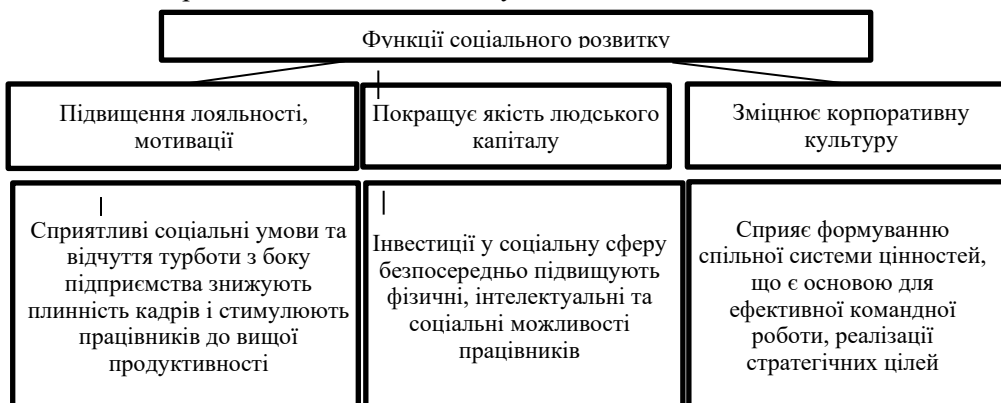 Функції соціального розвитку
Підвищення лояльності,
мотивації
Покращує якість людського
капіталу
Зміцнює корпоративну
культуру
Сприятливі соціальні умови та
відчуття турботи з боку
підприємства знижують
плинність кадрів і стимулюють
працівників до вищої
продуктивності
Інвестиції у соціальну сферу
безпосередньо підвищують
фізичні, інтелектуальні та
соціальні можливості
працівників
Сприяє формуванню
спільної системи цінностей,
що є основою для
ефективної командної
роботи, реалізації
стратегічних цілей